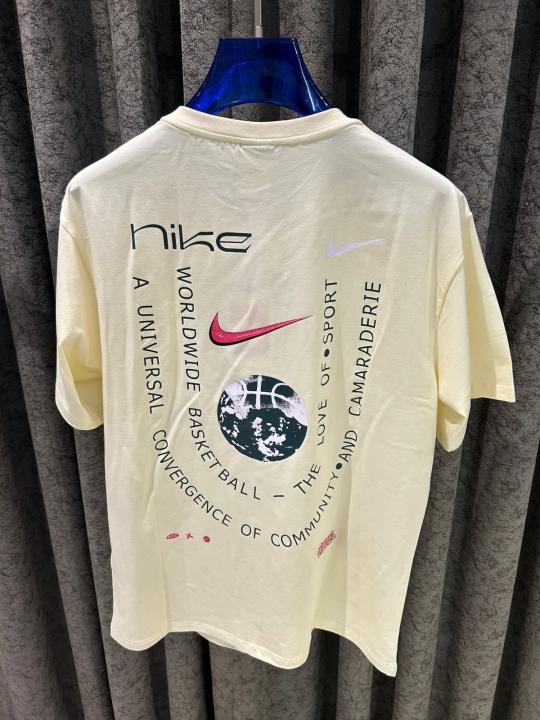 nike
WORLDWIDE BASKETBALL — THE LOVE OF • SPORT
A UNIVERSAL CONVERGENCE OF COMMUNITY • AND CAMARADERIE